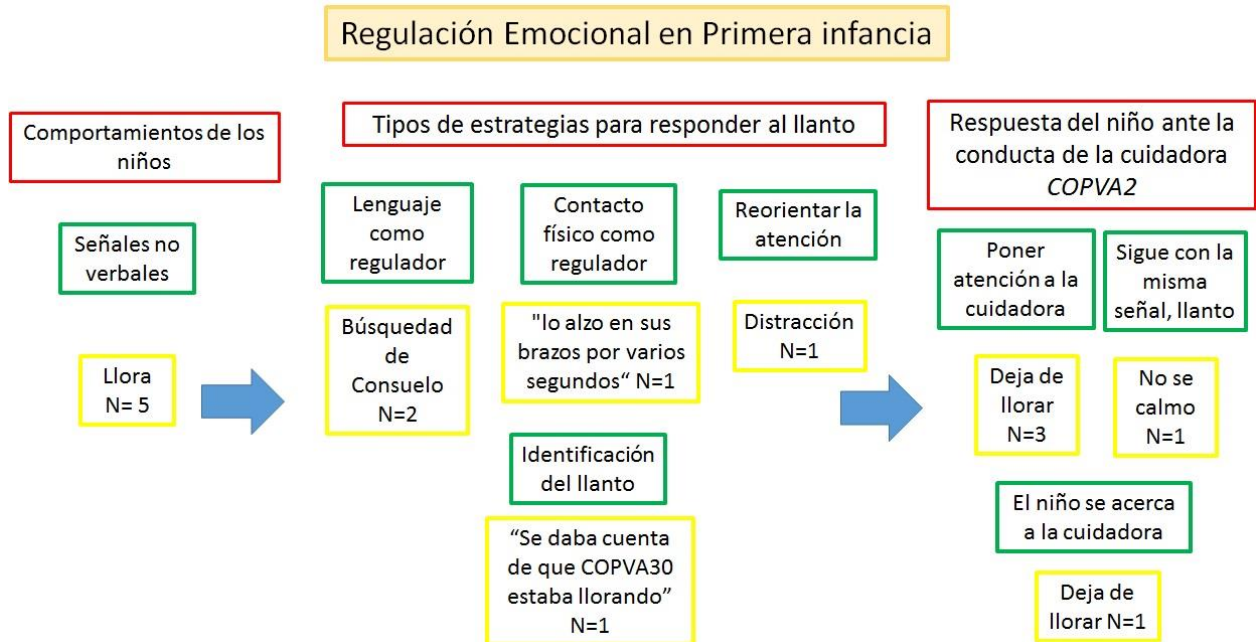 Regulación Emocional en Primera infancia
Comportamientos de los
niños
Señales no
verbales
Llora
N= 5
Tipos de estrategias para responder al llanto
Lenguaje
como
regulador
Búsquedad
de
Consuelo
N=2
Contacto
físico como
regulador
"lo alzo en sus
brazos por varios
segundos“ N=1
Identificación
del llanto
“Se daba cuenta
de que COPVA30
estaba llorando”
N=1
Reorientar la
atención
Distracción
N=1
Respuesta del niño ante la
conducta de la cuidadora
COPVA2
Poner
atención a la
cuidadora
Deja de
llorar
N=3
Sigue con la
misma
señal, llanto
No se
calmo
N=1
El niño se acerca
a la cuidadora
Deja de
llorar N=1